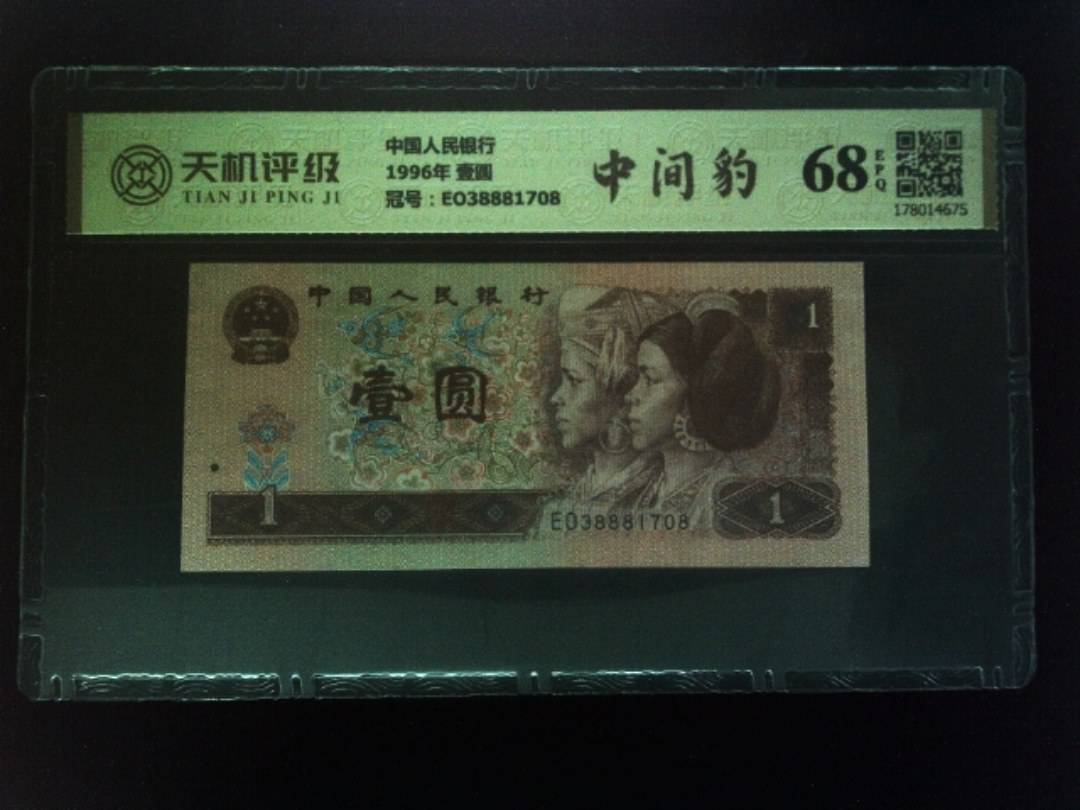 天机评级
TIAN JI PING JI
中国人民银行
1996年 壹圆
冠号：EO38881708
中间豹
68
EPQ
178014675
中国人民银行
1
壹圆
1
EO38881708
1